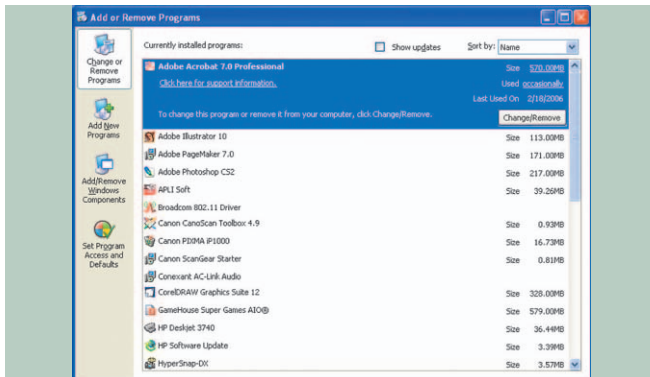 Add or Remove Programs
Change or
Remove
Programs
Add New
Programs
Add/Remove
Windows
Components
Set Program
Access and
Defaults
Currently installed programs:
Show updates
Sort by: Name
Adobe Acrobat 7.0 Professional Size 570.00MB
Click here for support information. Used occasionally
Last Used On 2/18/2006
To change this program or remove it from your computer, click Change/Remove. Change/Remove
Adobe Illustrator 10 Size 113.00MB
Adobe PageMaker 7.0 Size 171.00MB
Adobe Photoshop CS2 Size 217.00MB
APLI Soft Size 39.26MB
Broadcom 802.11 Driver
Canon CanoScan Toolbox 4.9 Size 0.93MB
Canon PIXMA iP1000 Size 16.73MB
Canon ScanGear Starter Size 0.81MB
Conexant AC-Link Audio
CorelDRAW Graphics Suite 12 Size 328.00MB
GameHouse Super Games AIO® Size 579.00MB
HP Deskjet 3740 Size 36.44MB
HP Software Update Size 3.39MB
HyperSnap-DX Size 3.57MB